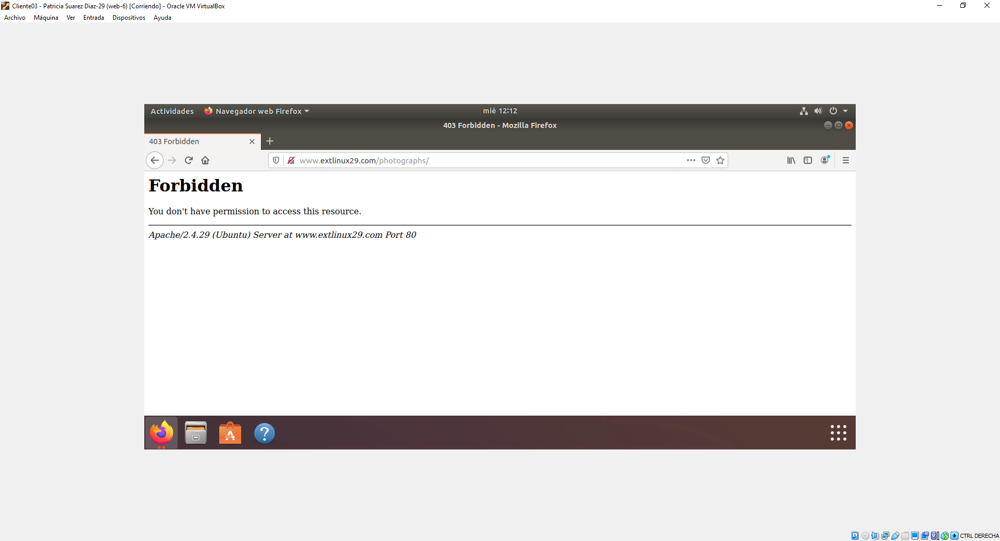 Cliente03 - Patricia Suarez Diaz-29 (web-6) [Corriendo] - Oracle VM VirtualBox
Archivo Máquina Ver Entrada Dispositivos Ayuda
Actividades Navegador web Firefox mié 12:12
403 Forbidden - Mozilla Firefox
403 Forbidden
www.extlinux29.com/photographs/
Forbidden
You don't have permission to access this resource.
Apache/2.4.29 (Ubuntu) Server at www.extlinux29.com Port 80
CTRL DERECHA